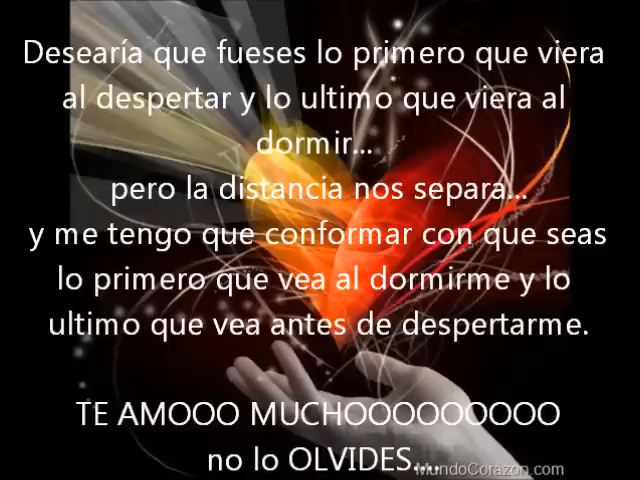 Desearía que fueses lo primero que viera
al despertar y lo ultimo que viera al
dormir...
pero la distancia nos separa...
y me tengo que conformar con que seas
lo primero que vea al dormirme y lo
ultimo que vea antes de despertarme.
TE AMOOO MUCHOOOOOOOOO
no lo OLVIDES....
MundoCorazon.com